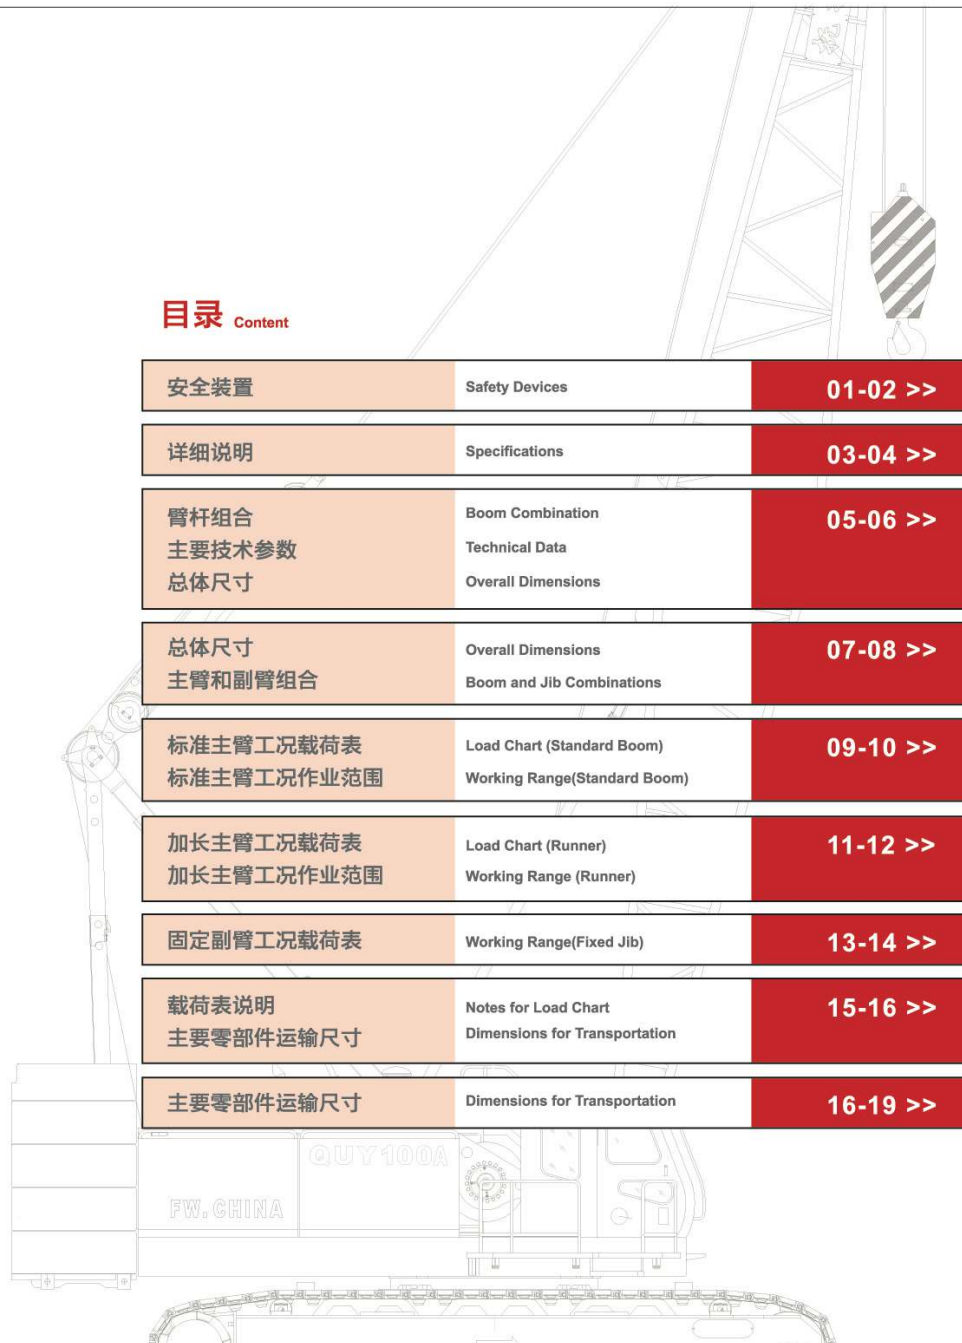 目录 Content
安全装置 Safety Devices 01-02 >>
详细说明 Specifications 03-04 >>
臂杆组合 Boom Combination 05-06 >>
主要技术参数 Technical Data
总体尺寸 Overall Dimensions
总体尺寸 Overall Dimensions 07-08 >>
主臂和副臂组合 Boom and Jib Combinations
标准主臂工况载荷表 Load Chart (Standard Boom) 09-10 >>
标准主臂工况作业范围 Working Range(Standard Boom)
加长主臂工况载荷表 Load Chart (Runner) 11-12 >>
加长主臂工况作业范围 Working Range (Runner)
固定副臂工况载荷表 Working Range(Fixed Jib) 13-14 >>
载荷表说明 Notes for Load Chart 15-16 >>
主要零部件运输尺寸 Dimensions for Transportation
主要零部件运输尺寸 Dimensions for Transportation 16-19 >>
QUY100A
FW.CHINA